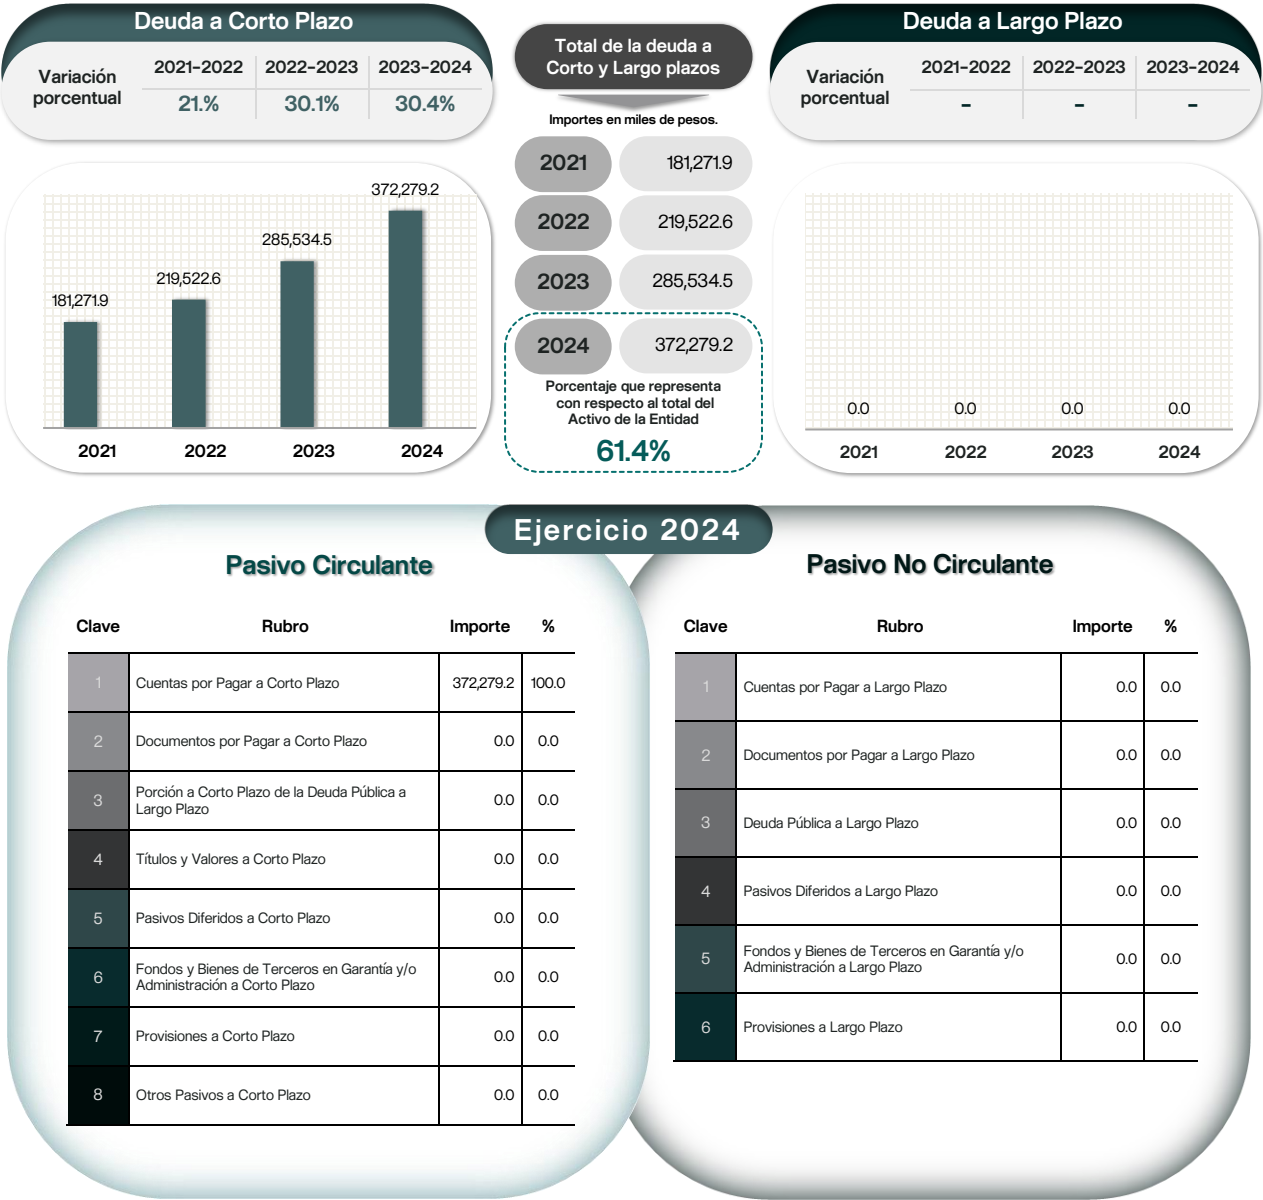 Deuda a Corto Plazo
Variación porcentual
2021-2022 2022-2023 2023-2024
21.% 30.1% 30.4%
372,279.2
285,534.5
219,522.6
181,271.9
2021 2022 2023 2024
Total de la deuda a
Corto y Largo plazos
Importes en miles de pesos.
2021 181,271.9
2022 219,522.6
2023 285,534.5
2024 372,279.2
Porcentaje que representa
con respecto al total del
Activo de la Entidad
61.4%
Deuda a Largo Plazo
Variación porcentual
2021-2022 2022-2023 2023-2024
- - -
0.0 0.0 0.0 0.0
2021 2022 2023 2024
Ejercicio 2024
Pasivo Circulante
Clave Rubro Importe %
1 Cuentas por Pagar a Corto Plazo 372,279.2 100.0
2 Documentos por Pagar a Corto Plazo 0.0 0.0
3 Porción a Corto Plazo de la Deuda Pública a
Largo Plazo 0.0 0.0
4 Títulos y Valores a Corto Plazo 0.0 0.0
5 Pasivos Diferidos a Corto Plazo 0.0 0.0
6 Fondos y Bienes de Terceros en Garantía y/o
Administración a Corto Plazo 0.0 0.0
7 Provisiones a Corto Plazo 0.0 0.0
8 Otros Pasivos a Corto Plazo 0.0 0.0
Pasivo No Circulante
Clave Rubro Importe %
1 Cuentas por Pagar a Largo Plazo 0.0 0.0
2 Documentos por Pagar a Largo Plazo 0.0 0.0
3 Deuda Pública a Largo Plazo 0.0 0.0
4 Pasivos Diferidos a Largo Plazo 0.0 0.0
5 Fondos y Bienes de Terceros en Garantía y/o
Administración a Largo Plazo 0.0 0.0
6 Provisiones a Largo Plazo 0.0 0.0